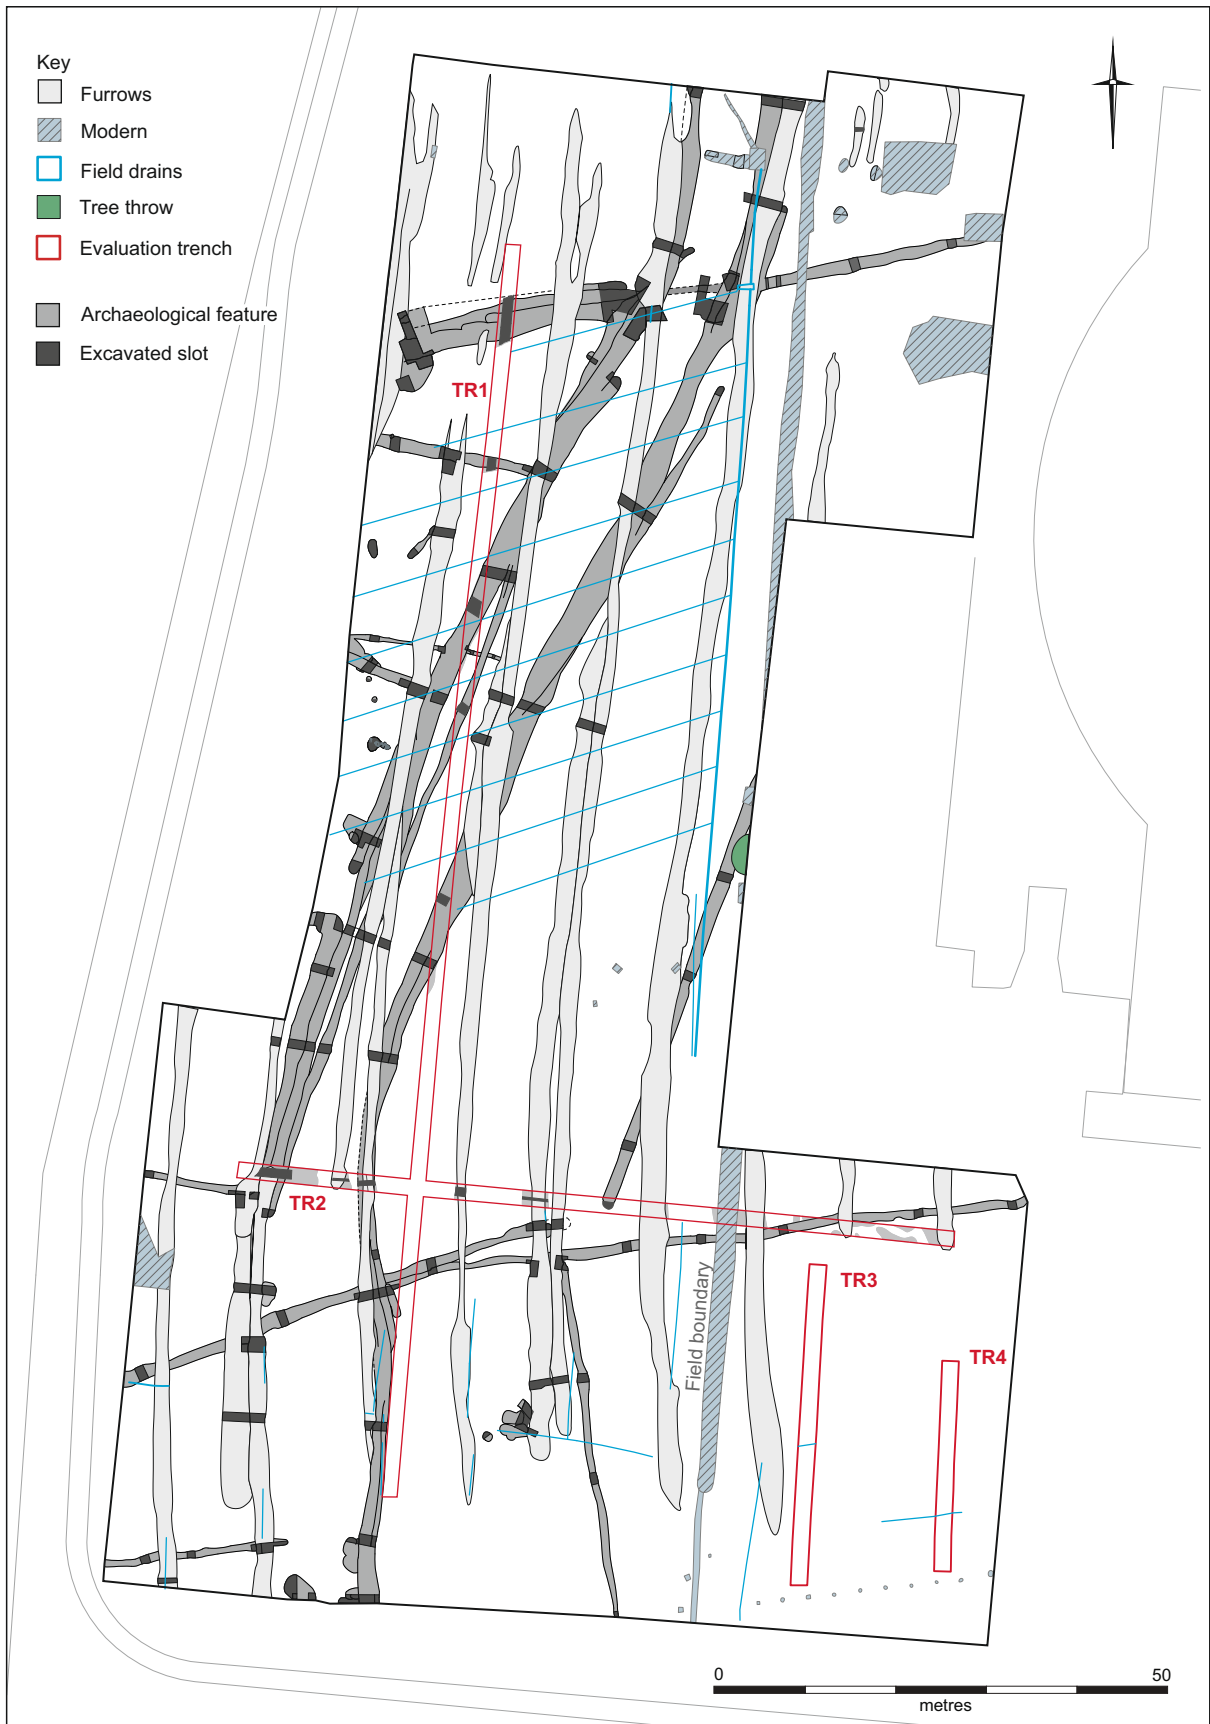 Key
Furrows
Modern
Field drains
Tree throw
Evaluation trench
Archaeological feature
Excavated slot
TR1
TR2
TR3
TR4
Field boundary
0 50
metres